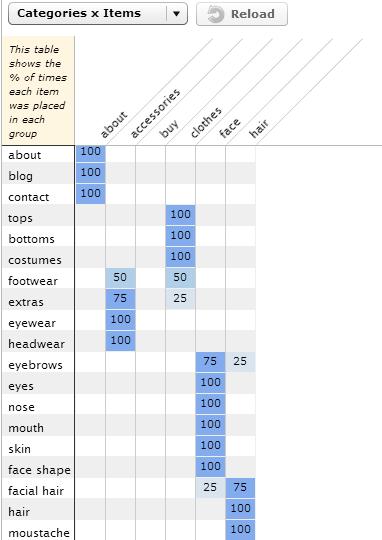 Categories x Items Reload
This table
shows the
% of times
each item
was placed
in each
group
about accessories buy clothes face hair
about 100
blog 100
contact 100
tops 100
bottoms 100
costumes 100
footwear 50 50
extras 75 25
eyewear 100
headwear 100
eyebrows 75 25
eyes 100
nose 100
mouth 100
skin 100
face shape 100
facial hair 25 75
hair 100
moustache 100